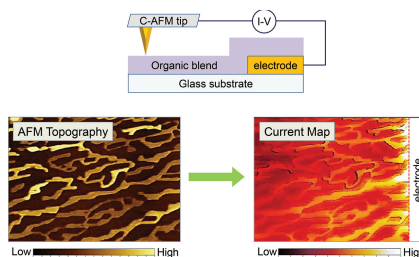 C-AFM tip
I-V
Organic blend
electrode
Glass substrate
AFM Topography
Current Map
electrode
Low
High
Low
High